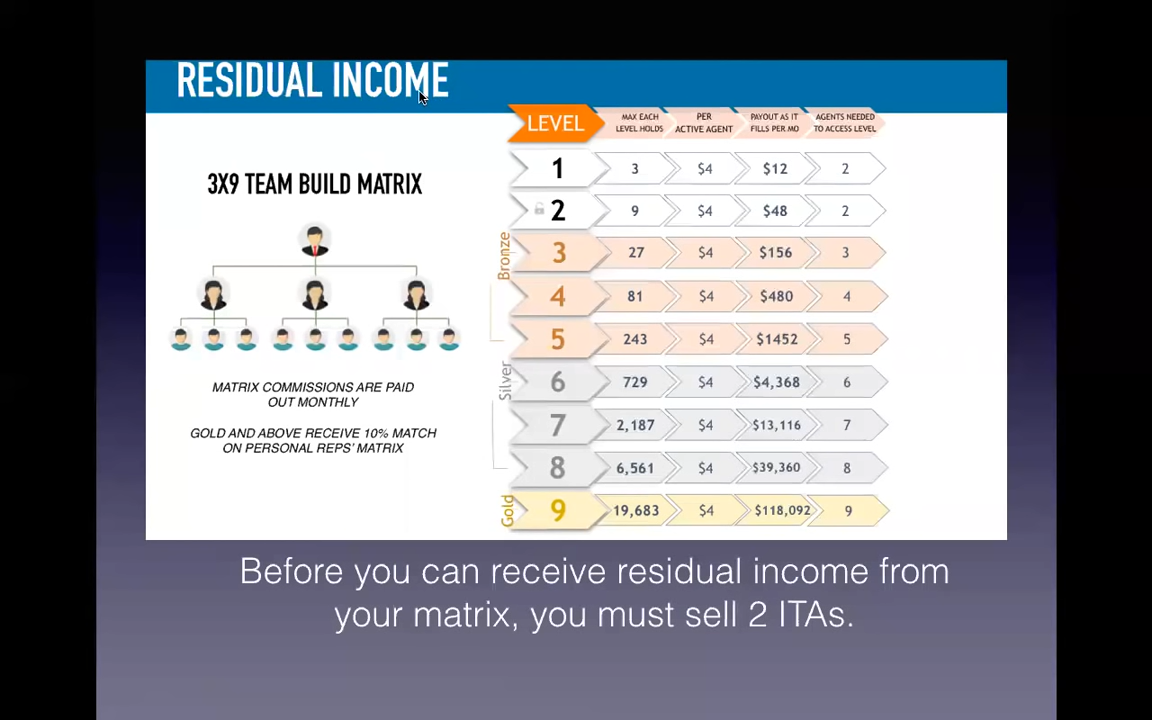 RESIDUAL INCOME
3X9 TEAM BUILD MATRIX
MATRIX COMMISSIONS ARE PAID
OUT MONTHLY
GOLD AND ABOVE RECEIVE 10% MATCH
ON PERSONAL REPS' MATRIX
LEVEL
MAX EACH
LEVEL HOLDS
PER
ACTIVE AGENT
PAYOUT AS IT
FILLS PER MO
AGENTS NEEDED
TO ACCESS LEVEL
1 3 $4 $12 2
2 9 $4 $48 2
Bronze
3 27 $4 $156 3
4 81 $4 $480 4
5 243 $4 $1452 5
Silver
6 729 $4 $4,368 6
7 2,187 $4 $13,116 7
8 6,561 $4 $39,360 8
Gold
9 19,683 $4 $118,092 9
Before you can receive residual income from
your matrix, you must sell 2 ITAs.